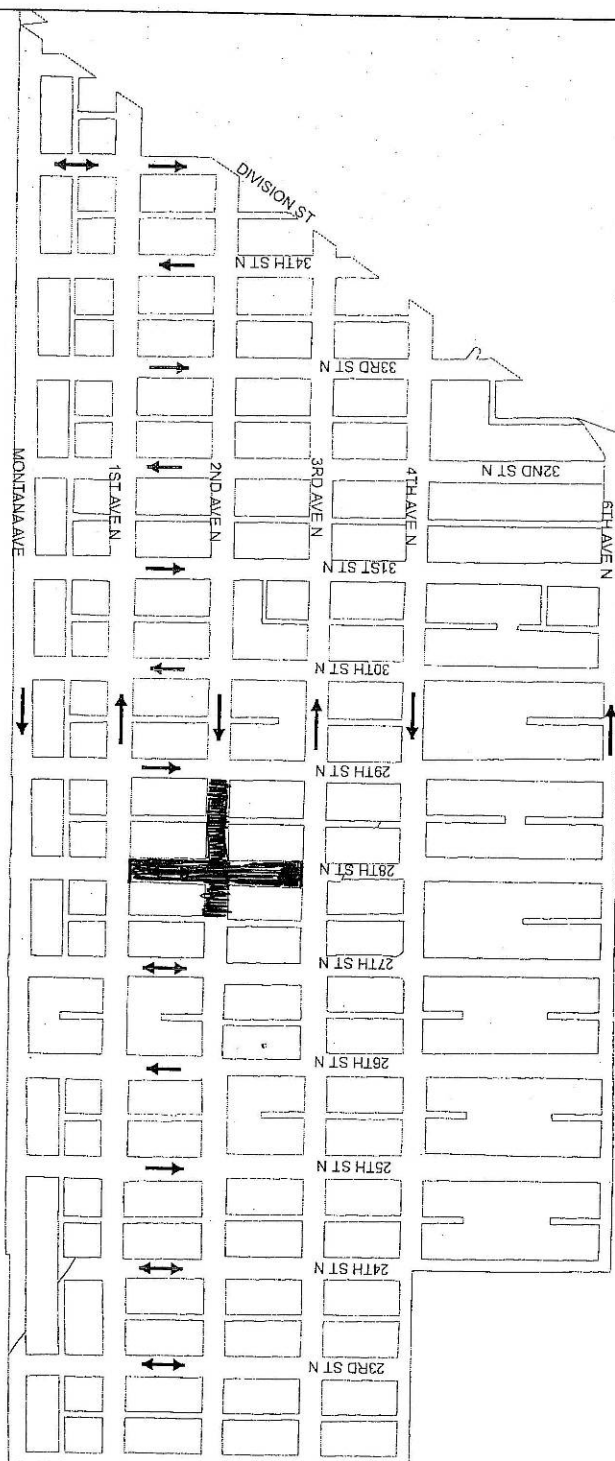 DIVISION ST
34TH ST N
33RD ST N
32ND ST N
MONTANA AVE
1ST AVE N
2ND AVE N
3RD AVE N
4TH AVE N
6TH AVE N
31ST ST N
30TH ST N
29TH ST N
28TH ST N
27TH ST N
26TH ST N
25TH ST N
24TH ST N
23RD ST N